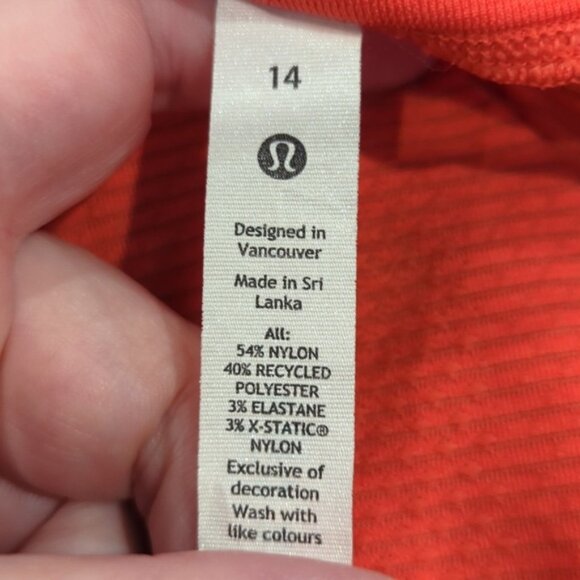 14
Designed in
Vancouver
Made in Sri
Lanka
All:
54% NYLON
40% RECYCLED
POLYESTER
3% ELASTANE
3% X-STATIC®
NYLON
Exclusive of
decoration
Wash with
like colours